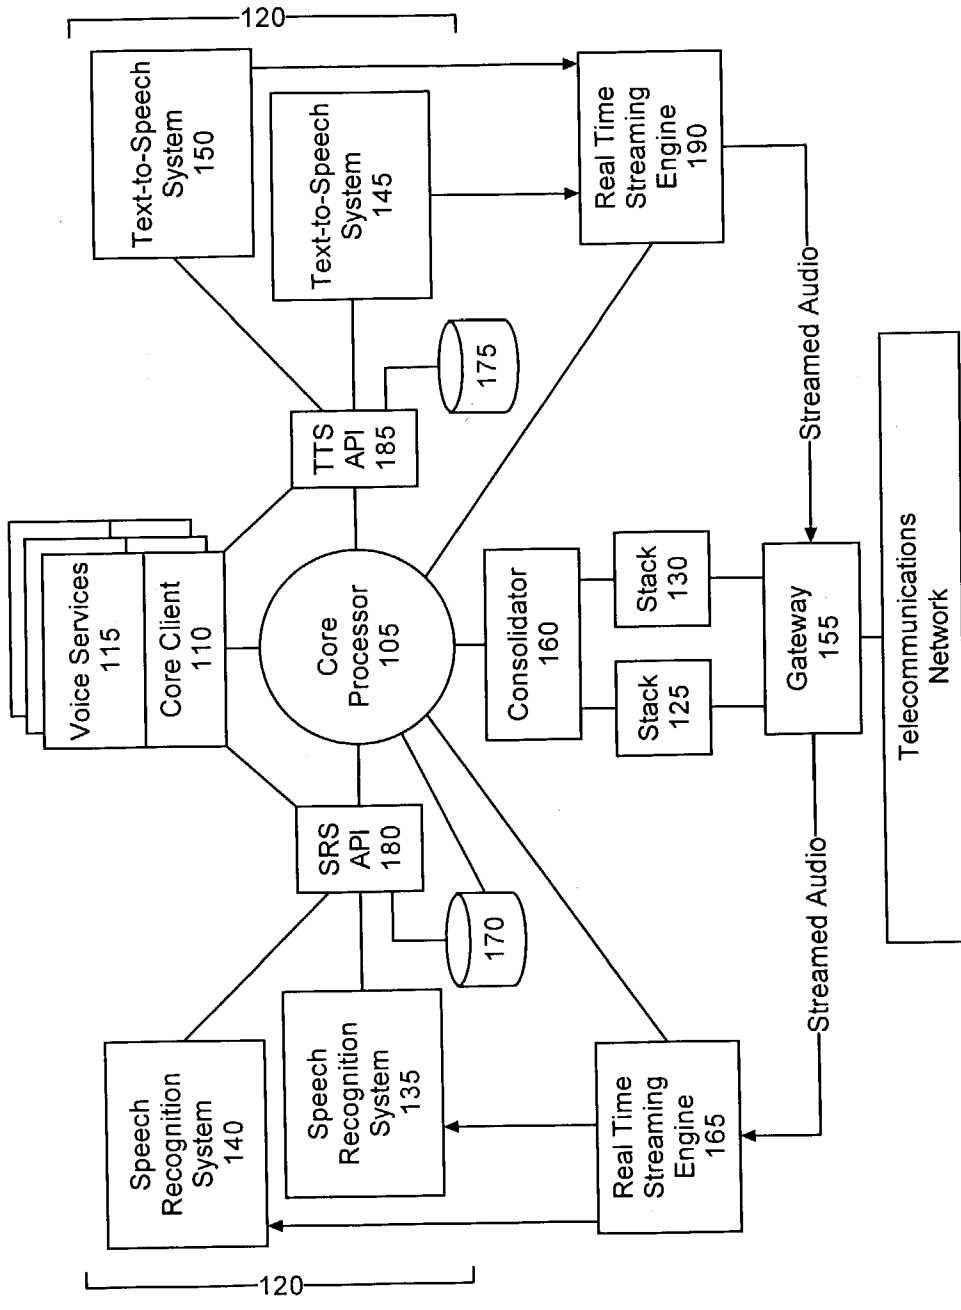 120
Speech
Recognition
System
140
Speech
Recognition
System
135
Real Time
Streaming
Engine
165
170
SRS
API
180
Voice Services
115
Core Client
110
Core
Processor
105
TTS
API
185
175
Text-to-Speech
System
150
Text-to-Speech
System
145
120
Real Time
Streaming
Engine
190
Consolidator
160
Stack
125
Stack
130
Gateway
155
Streamed Audio
Streamed Audio
Telecommunications
Network